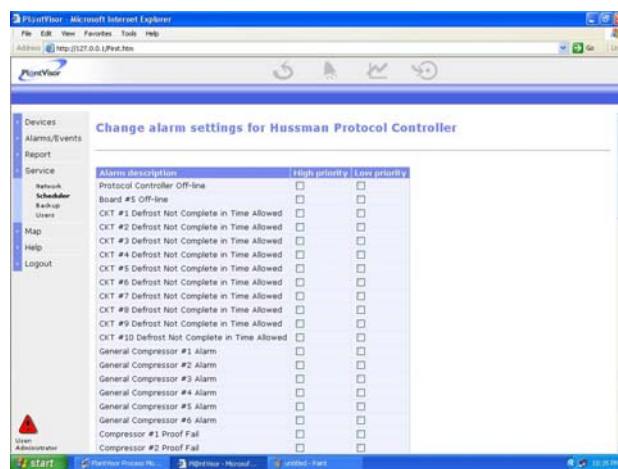 PlantVisor - Microsoft Internet Explorer
File Edit View Favorites Tools Help
Address http://127.0.0.1/First.htm Go
PlantVisor
Devices
Alarms/Events
Report
Service
Network
Scheduler
Backup
Users
Map
Help
Logout
User:
Administrator
Change alarm settings for Hussman Protocol Controller
Alarm description High priority Low priority
Protocol Controller Off-line
Board #5 Off-line
CKT #1 Defrost Not Complete in Time Allowed
CKT #2 Defrost Not Complete in Time Allowed
CKT #3 Defrost Not Complete in Time Allowed
CKT #4 Defrost Not Complete in Time Allowed
CKT #5 Defrost Not Complete in Time Allowed
CKT #6 Defrost Not Complete in Time Allowed
CKT #7 Defrost Not Complete in Time Allowed
CKT #8 Defrost Not Complete in Time Allowed
CKT #9 Defrost Not Complete in Time Allowed
CKT #10 Defrost Not Complete in Time Allowed
General Compressor #1 Alarm
General Compressor #2 Alarm
General Compressor #3 Alarm
General Compressor #4 Alarm
General Compressor #5 Alarm
General Compressor #6 Alarm
Compressor #1 Proof Fail
Compressor #2 Proof Fail
start PlantVisor Process Mo... PlantVisor - Microsof... untitled - Paint